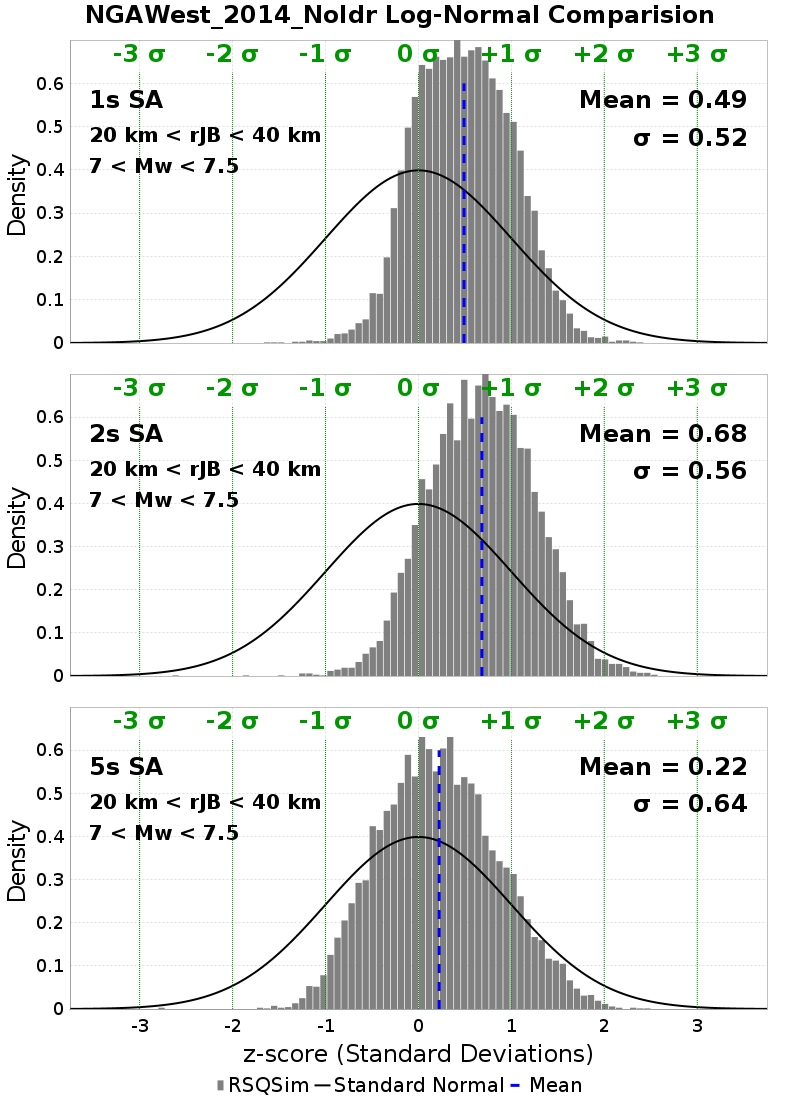 NGAWest_2014_NoIdr Log-Normal Comparision
-3 σ -2 σ -1 σ 0 σ +1 σ +2 σ +3 σ
0.6
1s SA Mean = 0.49
0.5
20 km < rJB < 40 km σ = 0.52
0.4
7 < Mw < 7.5
Density
0.3
0.2
0.1
0
-3 σ -2 σ -1 σ 0 σ +1 σ +2 σ +3 σ
0.6
2s SA Mean = 0.68
0.5
20 km < rJB < 40 km σ = 0.56
0.4
7 < Mw < 7.5
Density
0.3
0.2
0.1
0
-3 σ -2 σ -1 σ 0 σ +1 σ +2 σ +3 σ
0.6
5s SA Mean = 0.22
0.5
20 km < rJB < 40 km σ = 0.64
0.4
7 < Mw < 7.5
Density
0.3
0.2
0.1
0
-3 -2 -1 0 1 2 3
z-score (Standard Deviations)
RSQSim Standard Normal Mean